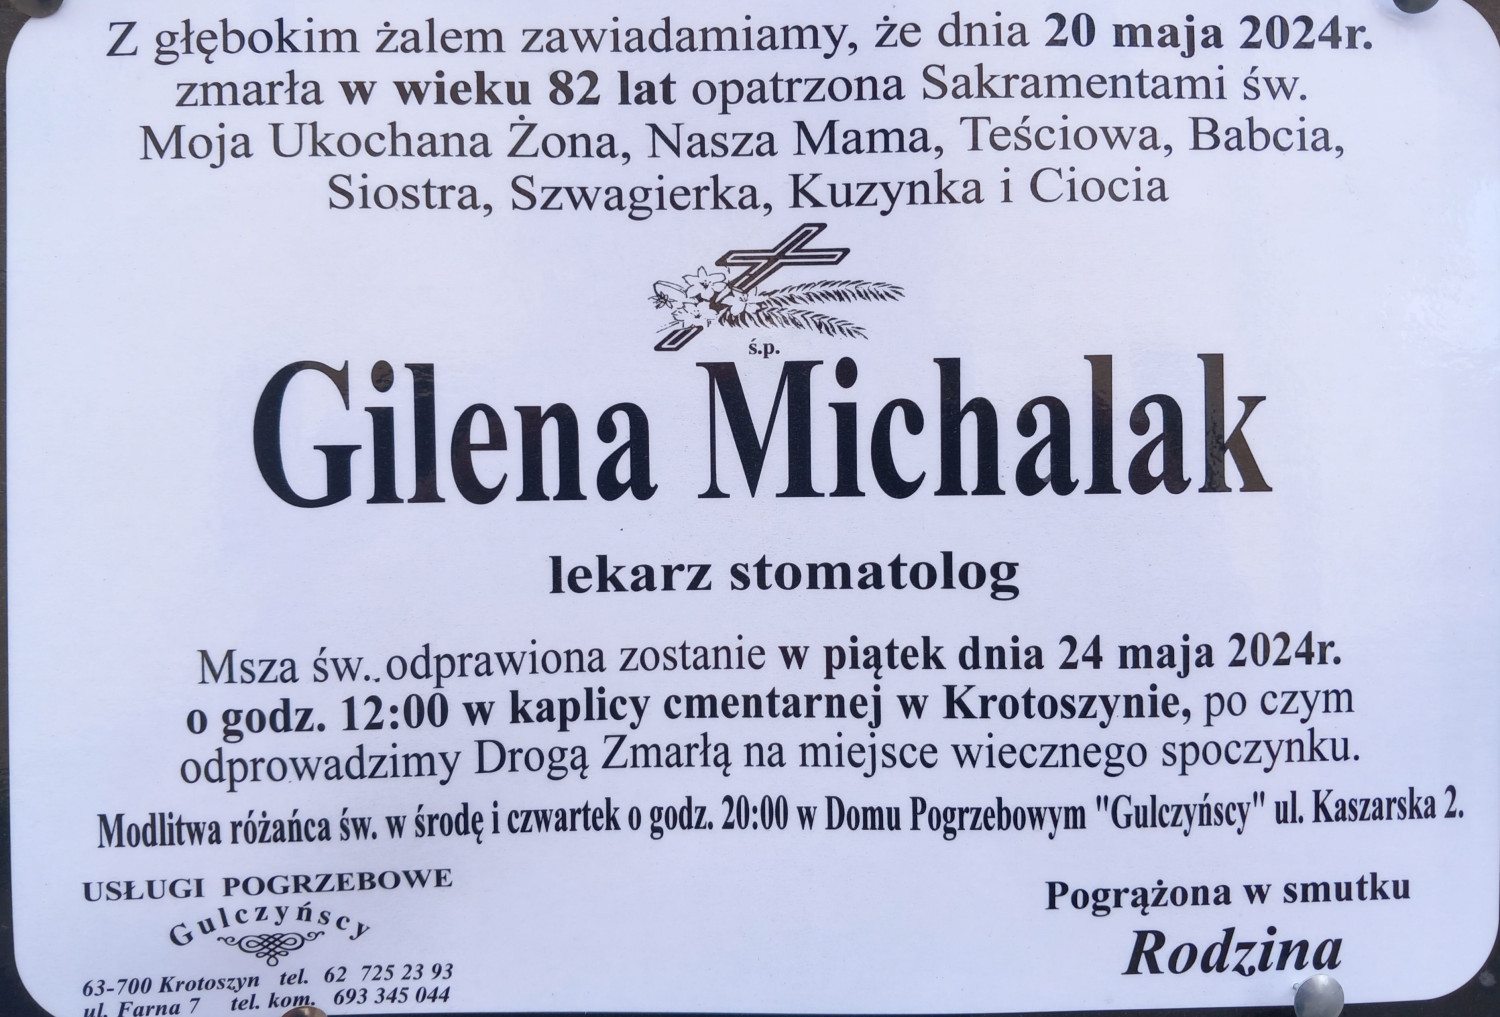 Z głębokim żalem zawiadamiamy, że dnia 20 maja 2024r.
zmarła w wieku 82 lat opatrzona Sakramentami św.
Moja Ukochana Żona, Nasza Mama, Teściowa, Babcia,
Siostra, Szwagierka, Kuzynka i Ciocia
ś.p.
Gilena Michalak
lekarz stomatolog
Msza św..odprawiona zostanie w piątek dnia 24 maja 2024r.
o godz. 12:00 w kaplicy cmentarnej w Krotoszynie, po czym
odprowadzimy Drogą Zmarłą na miejsce wiecznego spoczynku.
Modlitwa różańca św. w środę i czwartek o godz. 20:00 w Domu Pogrzebowym "Gulczyńscy" ul. Kaszarska 2.
USŁUGI POGRZEBOWE
Gulczyńscy
63-700 Krotoszyn tel. 62 725 23 93
ul. Farna 7 tel. kom. 693 345 044
Pogrążona w smutku
Rodzina